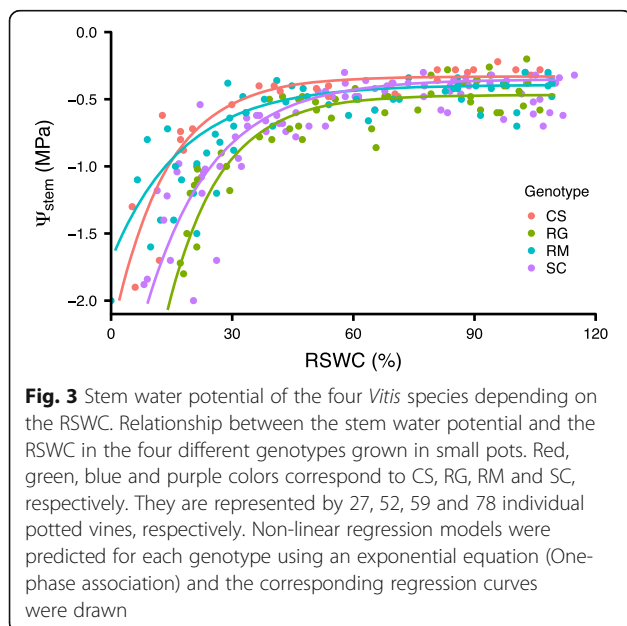 0.0
−0.5
−1.0
−1.5
−2.0
Ψstem (MPa)
0
30
60
90
120
RSWC (%)
Genotype
CS
RG
RM
SC
Fig. 3 Stem water potential of the four Vitis species depending on
the RSWC. Relationship between the stem water potential and the
RSWC in the four different genotypes grown in small pots. Red,
green, blue and purple colors correspond to CS, RG, RM and SC,
respectively. They are represented by 27, 52, 59 and 78 individual
potted vines, respectively. Non-linear regression models were
predicted for each genotype using an exponential equation (One-
phase association) and the corresponding regression curves
were drawn